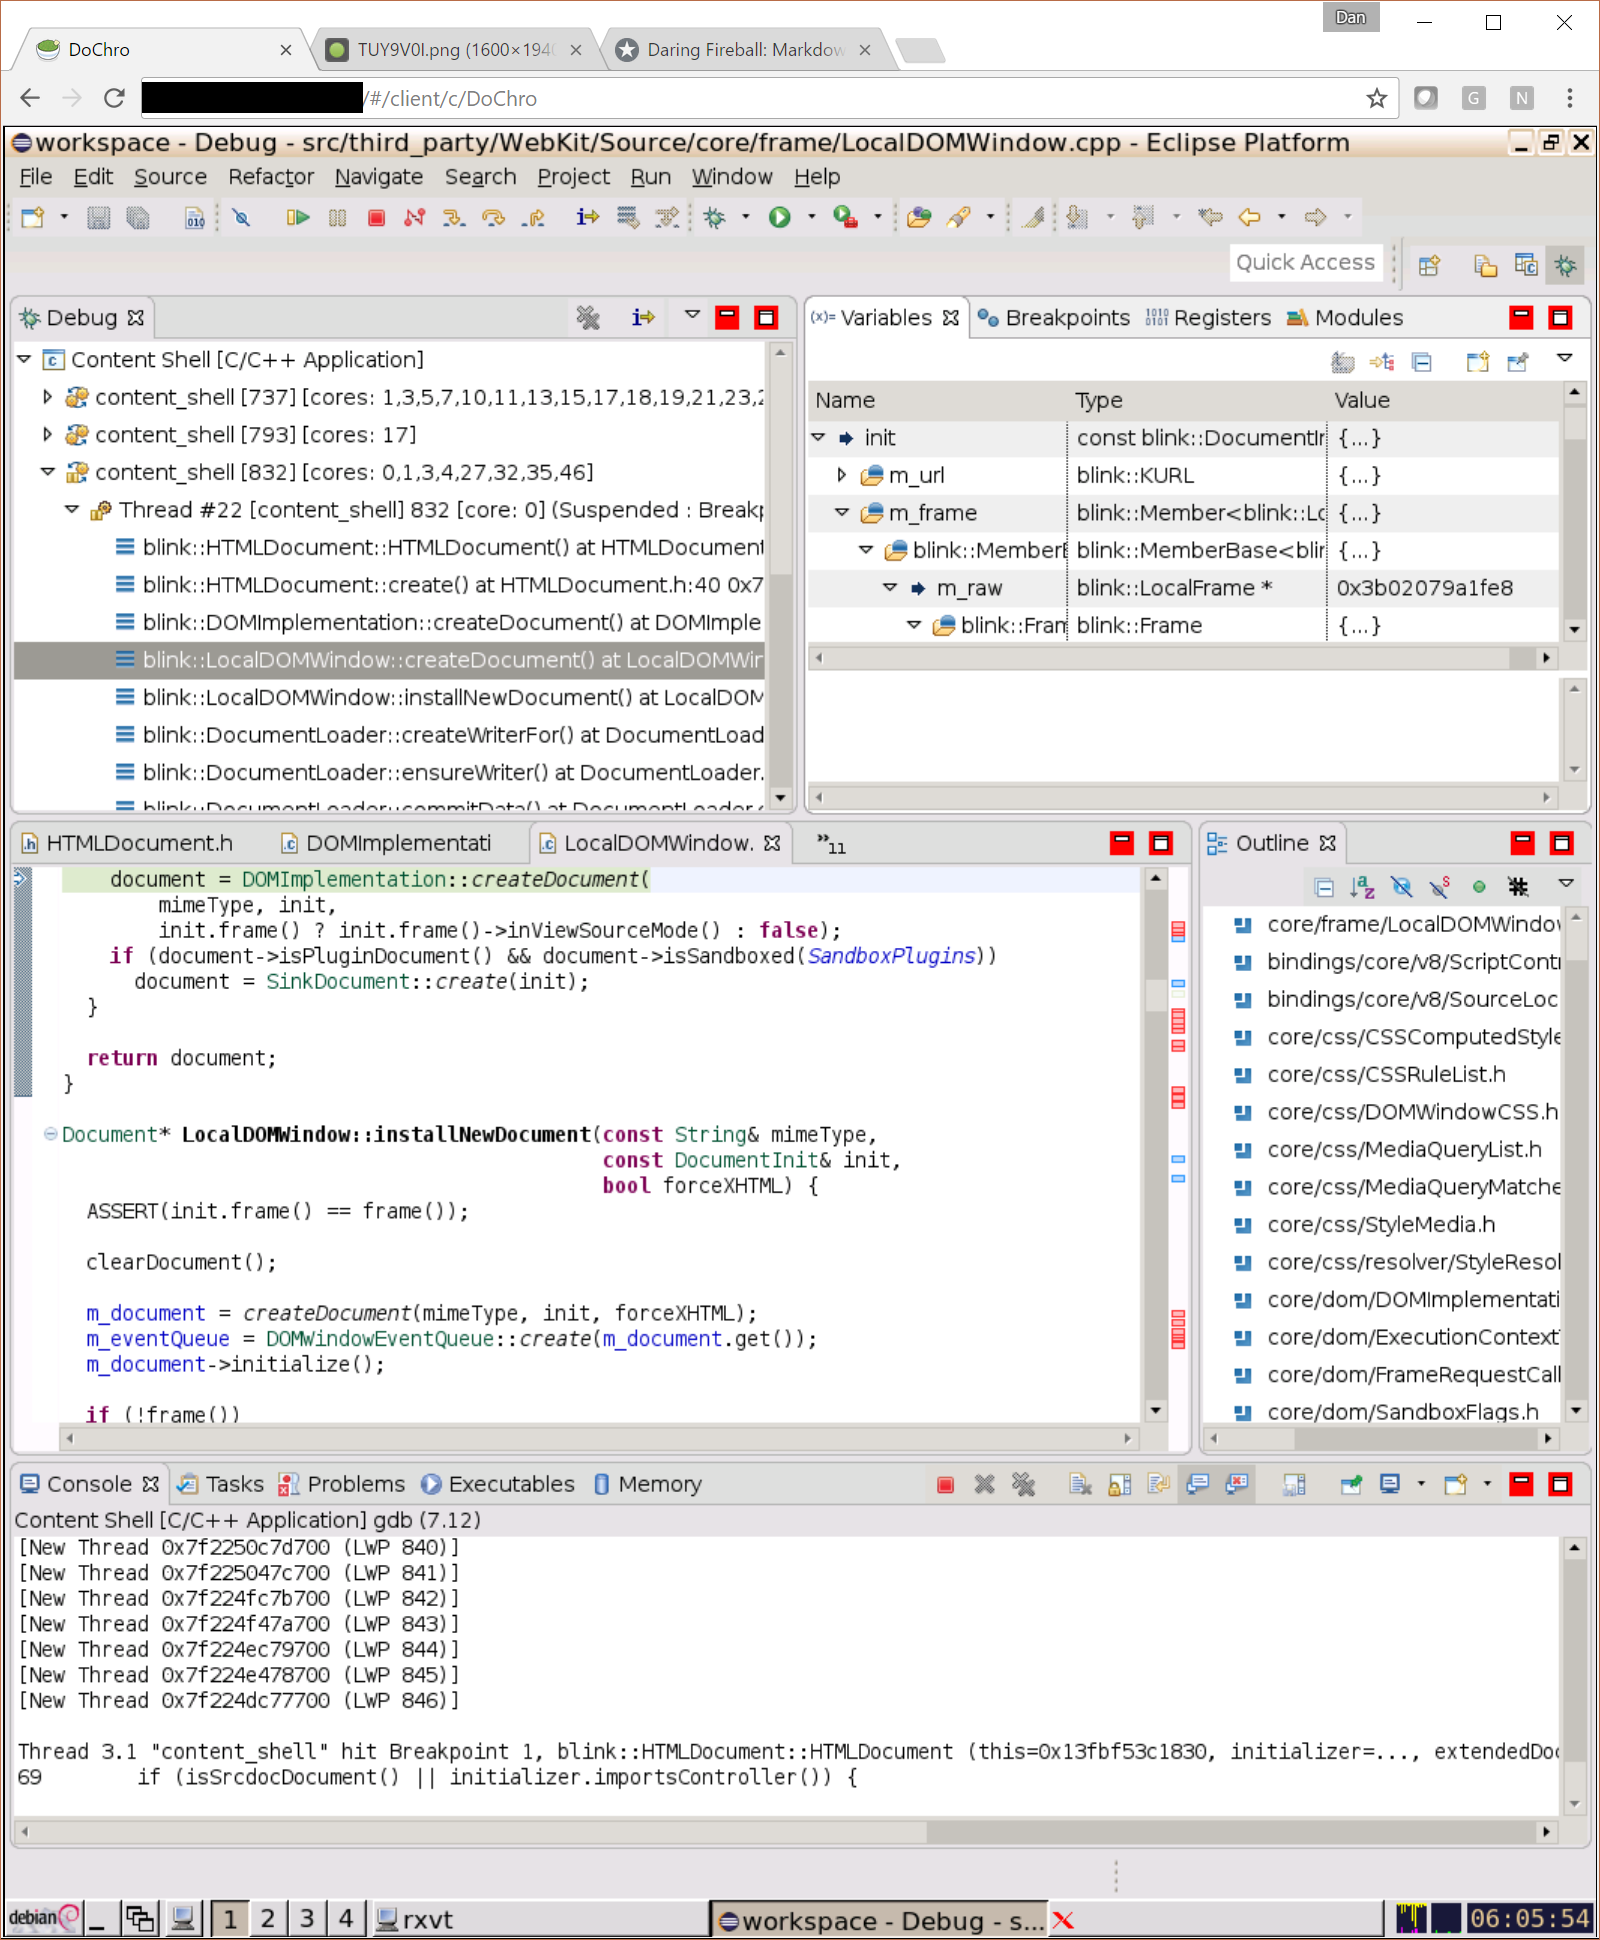 Dan
DoChro
TUY9V0I.png (1600×194
Daring Fireball: Markdow
/#/client/c/DoChro
G
N
workspace - Debug - src/third_party/WebKit/Source/core/frame/LocalDOMWindow.cpp - Eclipse Platform
File Edit Source Refactor Navigate Search Project Run Window Help
010
Quick Access
Debug
Content Shell [C/C++ Application]
content_shell [737] [cores: 1,3,5,7,10,11,13,15,17,18,19,21,23,2
content_shell [793] [cores: 17]
content_shell [832] [cores: 0,1,3,4,27,32,35,46]
Thread #22 [content_shell] 832 [core: 0] (Suspended : Breakp
blink::HTMLDocument::HTMLDocument() at HTMLDocument
blink::HTMLDocument::create() at HTMLDocument.h:40 0x7
blink::DOMImplementation::createDocument() at DOMImple
blink::LocalDOMWindow::createDocument() at LocalDOMWir
blink::LocalDOMWindow::installNewDocument() at LocalDOM
blink::DocumentLoader::createWriterFor() at DocumentLoad
blink::DocumentLoader::ensureWriter() at DocumentLoader.
blink::DocumentLoader::commitData() at DocumentLoader.
(x)= Variables Breakpoints Registers Modules
Name Type Value
init const blink::DocumentIr {...}
m_url blink::KURL {...}
m_frame blink::Member<blink::Lo {...}
blink::Member blink::MemberBase<blir {...}
m_raw blink::LocalFrame * 0x3b02079a1fe8
blink::Fran blink::Frame {...}
HTMLDocument.h DOMImplementati LocalDOMWindow. »11
document = DOMImplementation::createDocument(
mimeType, init,
init.frame() ? init.frame()->inViewSourceMode() : false);
if (document->isPluginDocument() && document->isSandboxed(SandboxPlugins))
document = SinkDocument::create(init);
}
return document;
}
Document* LocalDOMWindow::installNewDocument(const String& mimeType,
const DocumentInit& init,
bool forceXHTML) {
ASSERT(init.frame() == frame());
clearDocument();
m_document = createDocument(mimeType, init, forceXHTML);
m_eventQueue = DOMWindowEventQueue::create(m_document.get());
m_document->initialize();
if (!frame())
Outline
core/frame/LocalDOMWindov
bindings/core/v8/ScriptContr
bindings/core/v8/SourceLoc
core/css/CSSComputedStyle
core/css/CSSRuleList.h
core/css/DOMWindowCSS.h
core/css/MediaQueryList.h
core/css/MediaQueryMatche
core/css/StyleMedia.h
core/css/resolver/StyleResol
core/dom/DOMImplementati
core/dom/ExecutionContext
core/dom/FrameRequestCall
core/dom/SandboxFlags.h
Console Tasks Problems Executables Memory
Content Shell [C/C++ Application] gdb (7.12)
[New Thread 0x7f2250c7d700 (LWP 840)]
[New Thread 0x7f225047c700 (LWP 841)]
[New Thread 0x7f224fc7b700 (LWP 842)]
[New Thread 0x7f224f47a700 (LWP 843)]
[New Thread 0x7f224ec79700 (LWP 844)]
[New Thread 0x7f224e478700 (LWP 845)]
[New Thread 0x7f224dc77700 (LWP 846)]
Thread 3.1 "content_shell" hit Breakpoint 1, blink::HTMLDocument::HTMLDocument (this=0x13fbf53c1830, initializer=..., extendedDoc
69 if (isSrcdocDocument() || initializer.importsController()) {
debian 1 2 3 4 rxvt workspace - Debug - s... 06:05:54